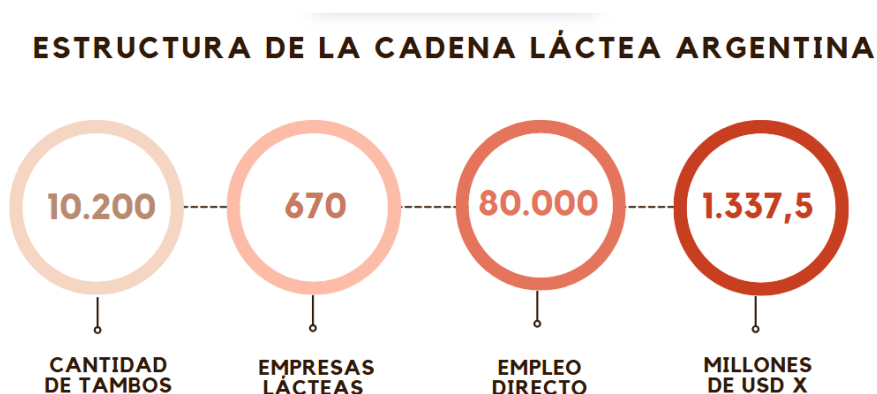 ESTRUCTURA DE LA CADENA LÁCTEA ARGENTINA
10.200
670
80.000
1.337,5
CANTIDAD
DE TAMBOS
EMPRESAS
LÁCTEAS
EMPLEO
DIRECTO
MILLONES
DE USD X